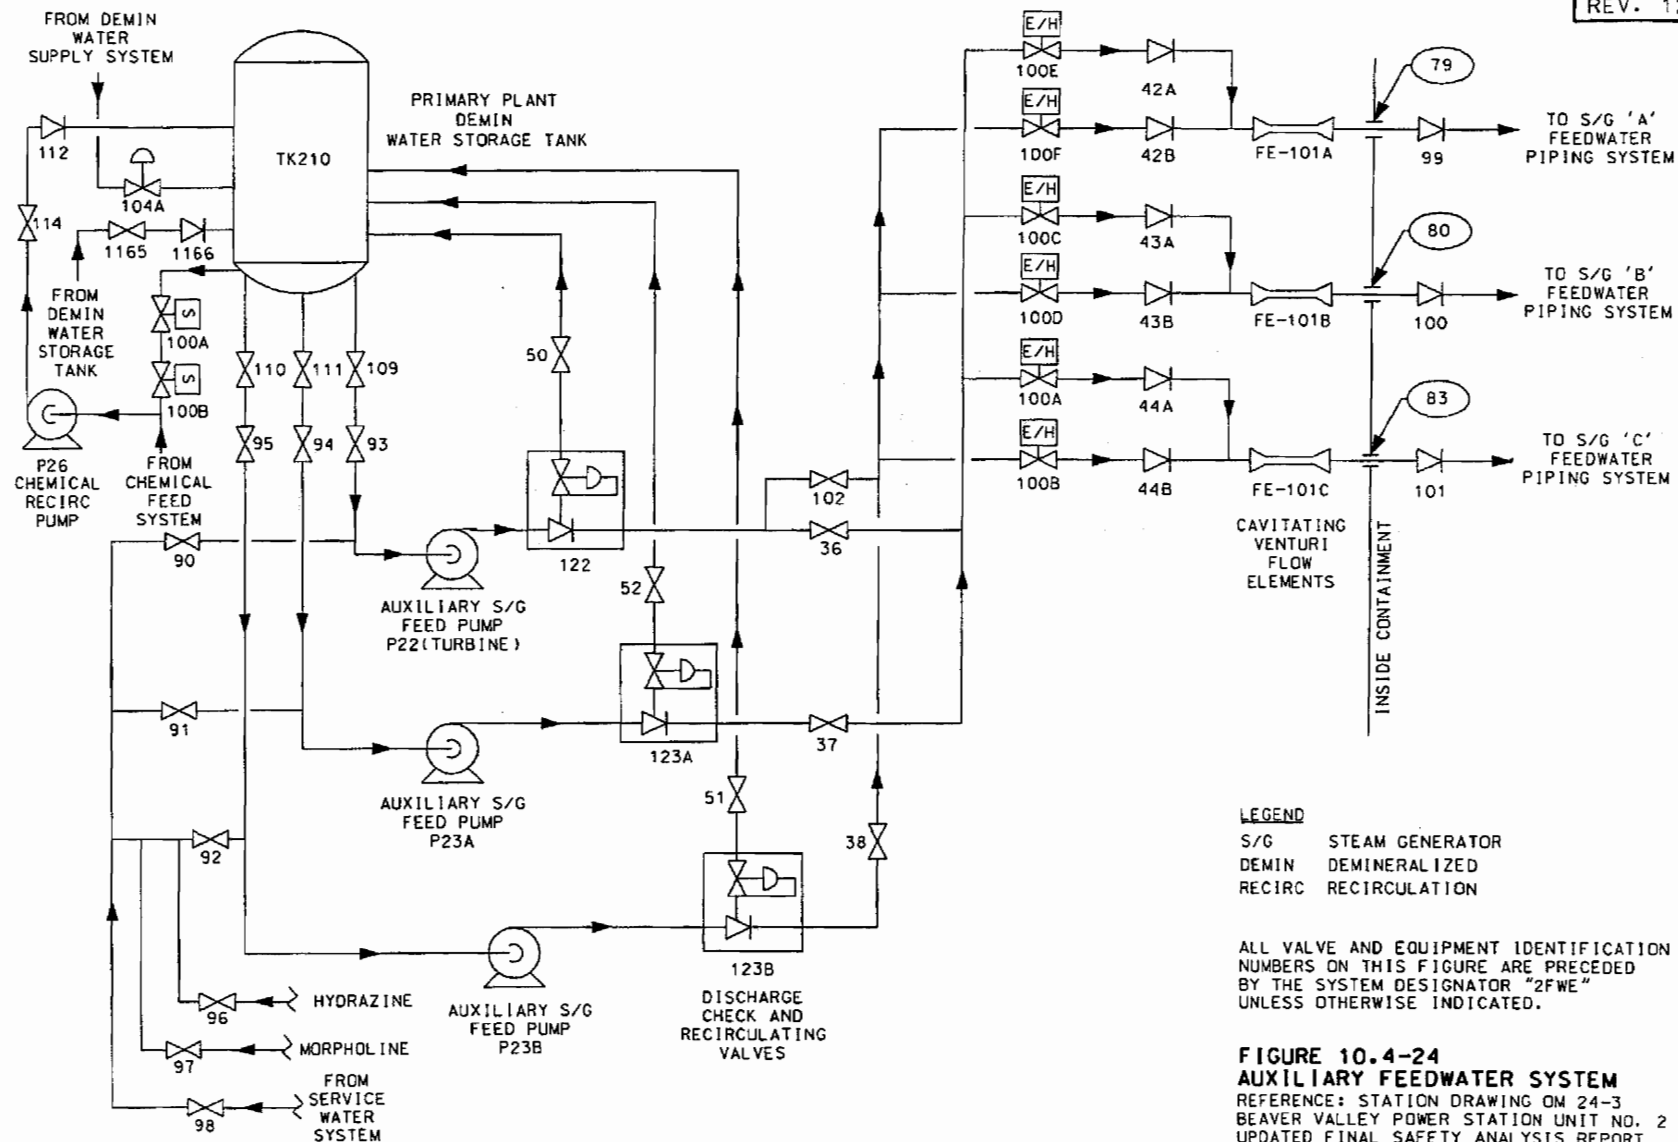 REV. 12
FROM DEMIN
WATER
SUPPLY SYSTEM
TK210
PRIMARY PLANT
DEMIN
WATER STORAGE TANK
112
104A
114
1165
1166
FROM
DEMIN
WATER
STORAGE
TANK
S
100A
S
100B
P26
CHEMICAL
RECIRC
PUMP
FROM
CHEMICAL
FEED
SYSTEM
110
111
109
95
94
93
90
91
92
96
HYDRAZINE
97
MORPHOLINE
98
FROM
SERVICE
WATER
SYSTEM
AUXILIARY S/G
FEED PUMP
P22(TURBINE)
AUXILIARY S/G
FEED PUMP
P23A
AUXILIARY S/G
FEED PUMP
P23B
50
122
52
123A
51
123B
DISCHARGE
CHECK AND
RECIRCULATING
VALVES
102
36
37
38
E/H
100E
42A
E/H
100F
42B
FE-101A
79
99
TO S/G 'A'
FEEDWATER
PIPING SYSTEM
E/H
100C
43A
E/H
100D
43B
FE-101B
80
100
TO S/G 'B'
FEEDWATER
PIPING SYSTEM
E/H
100A
44A
E/H
100B
44B
FE-101C
83
101
TO S/G 'C'
FEEDWATER
PIPING SYSTEM
CAVITATING
VENTURI
FLOW
ELEMENTS
INSIDE CONTAINMENT
LEGEND
S/G STEAM GENERATOR
DEMIN DEMINERALIZED
RECIRC RECIRCULATION
ALL VALVE AND EQUIPMENT IDENTIFICATION
NUMBERS ON THIS FIGURE ARE PRECEDED
BY THE SYSTEM DESIGNATOR "2FWE"
UNLESS OTHERWISE INDICATED.
FIGURE 10.4-24
AUXILIARY FEEDWATER SYSTEM
REFERENCE: STATION DRAWING OM 24-3
BEAVER VALLEY POWER STATION UNIT NO. 2
UPDATED FINAL SAFETY ANALYSIS REPORT